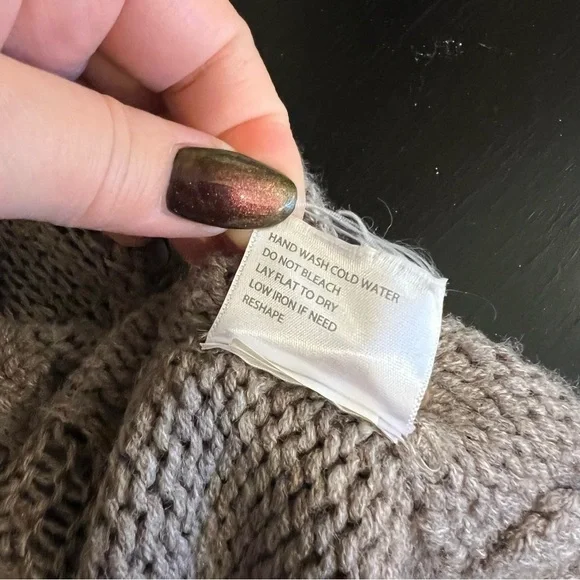 HAND WASH COLD WATER
DO NOT BLEACH
LAY FLAT TO DRY
LOW IRON IF NEED
RESHAPE